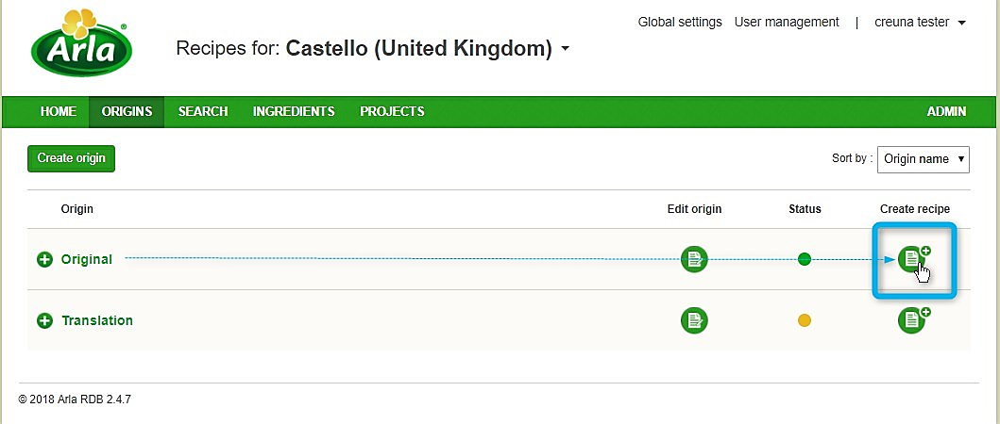 Global settings User management | creuna tester
Arla®
Recipes for: Castello (United Kingdom)
HOME ORIGINS SEARCH INGREDIENTS PROJECTS ADMIN
Create origin Sort by : Origin name
Origin Edit origin Status Create recipe
Original
Translation
© 2018 Arla RDB 2.4.7